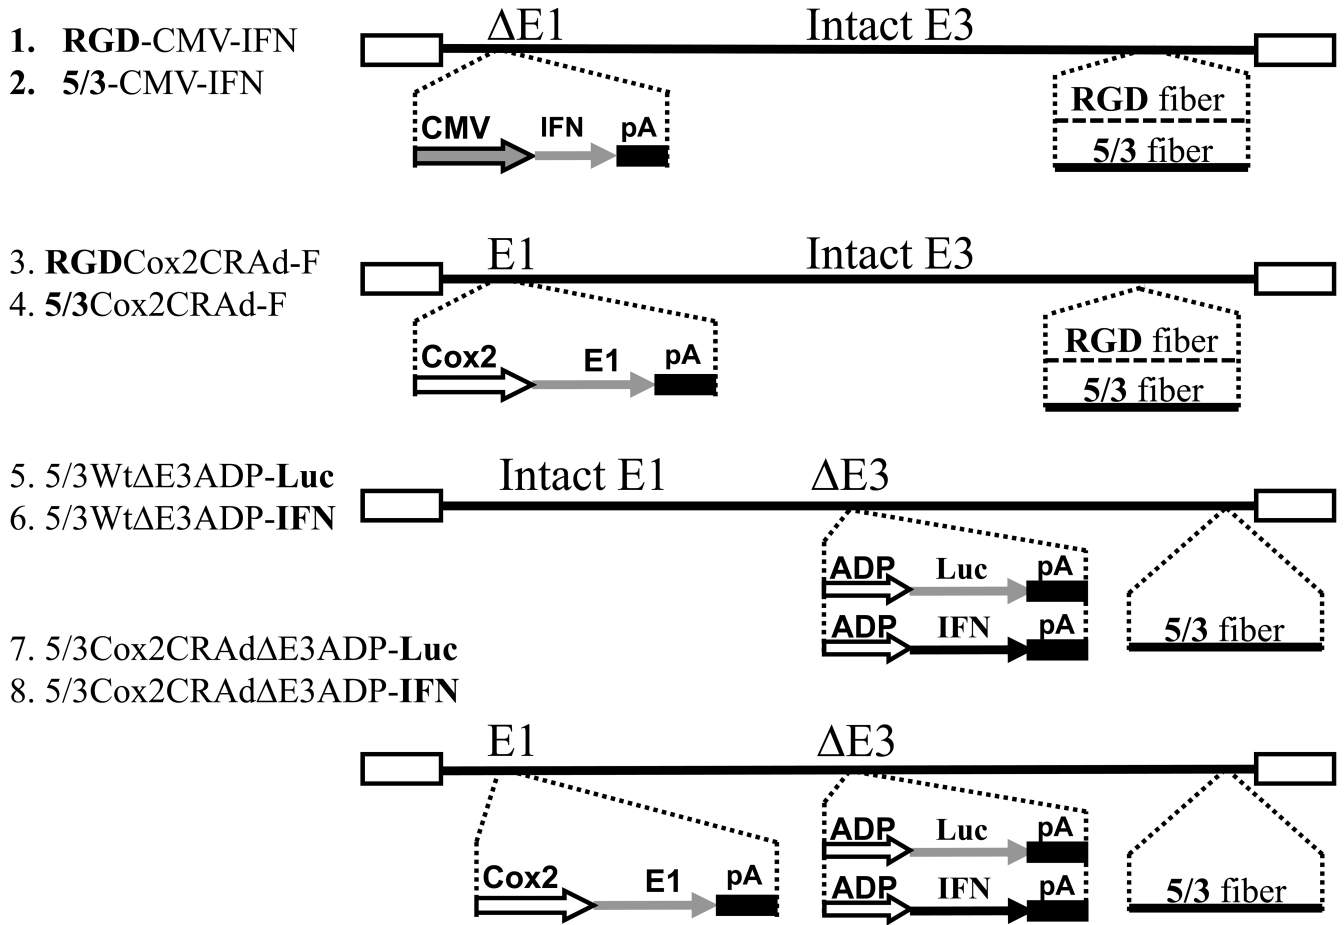 1. RGD-CMV-IFN
2. 5/3-CMV-IFN
ΔE1 Intact E3
CMV IFN pA
RGD fiber
5/3 fiber
3. RGDCox2CRAd-F
4. 5/3Cox2CRAd-F
E1 Intact E3
Cox2 E1 pA
RGD fiber
5/3 fiber
5. 5/3WtΔE3ADP-Luc
6. 5/3WtΔE3ADP-IFN
Intact E1 ΔE3
ADP Luc pA
ADP IFN pA
5/3 fiber
7. 5/3Cox2CRAdΔE3ADP-Luc
8. 5/3Cox2CRAdΔE3ADP-IFN
E1 ΔE3
Cox2 E1 pA
ADP Luc pA
ADP IFN pA
5/3 fiber